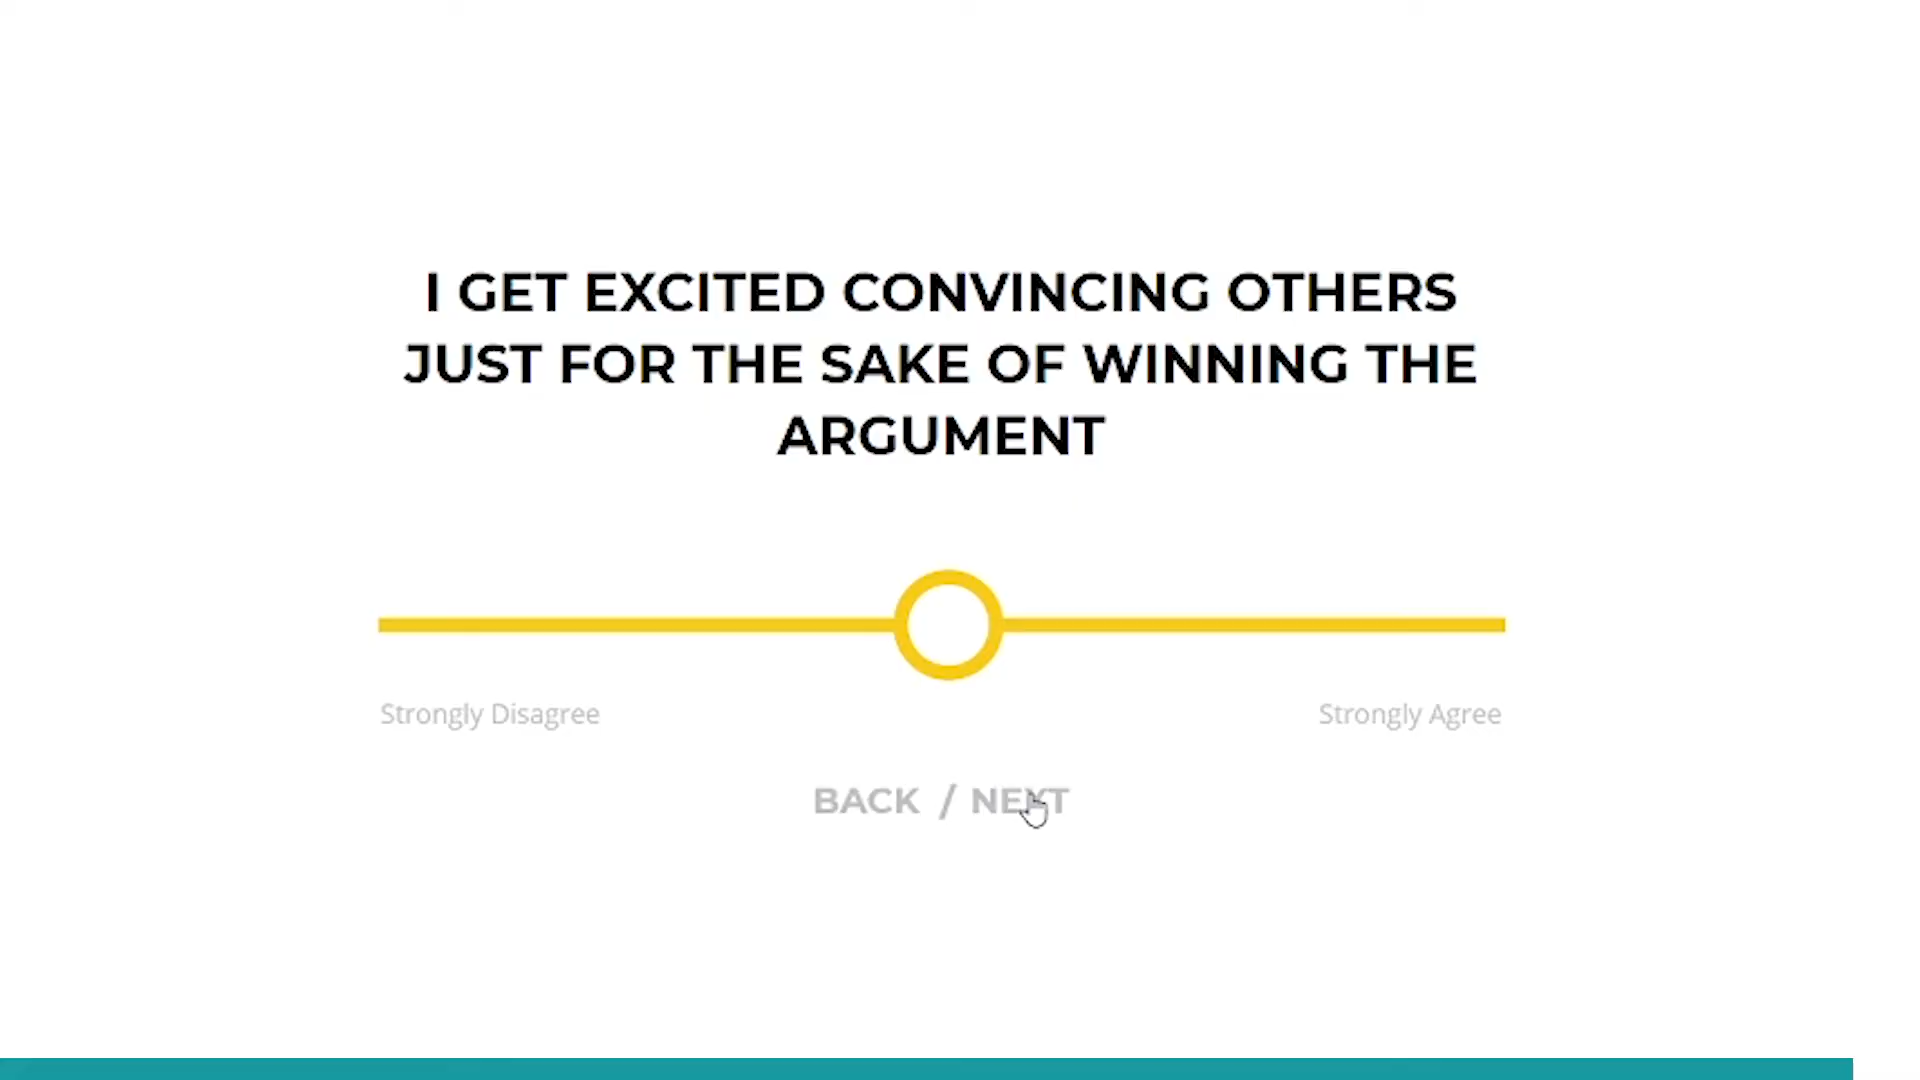 I GET EXCITED CONVINCING OTHERS
JUST FOR THE SAKE OF WINNING THE
ARGUMENT
Strongly Disagree
Strongly Agree
BACK / NEXT